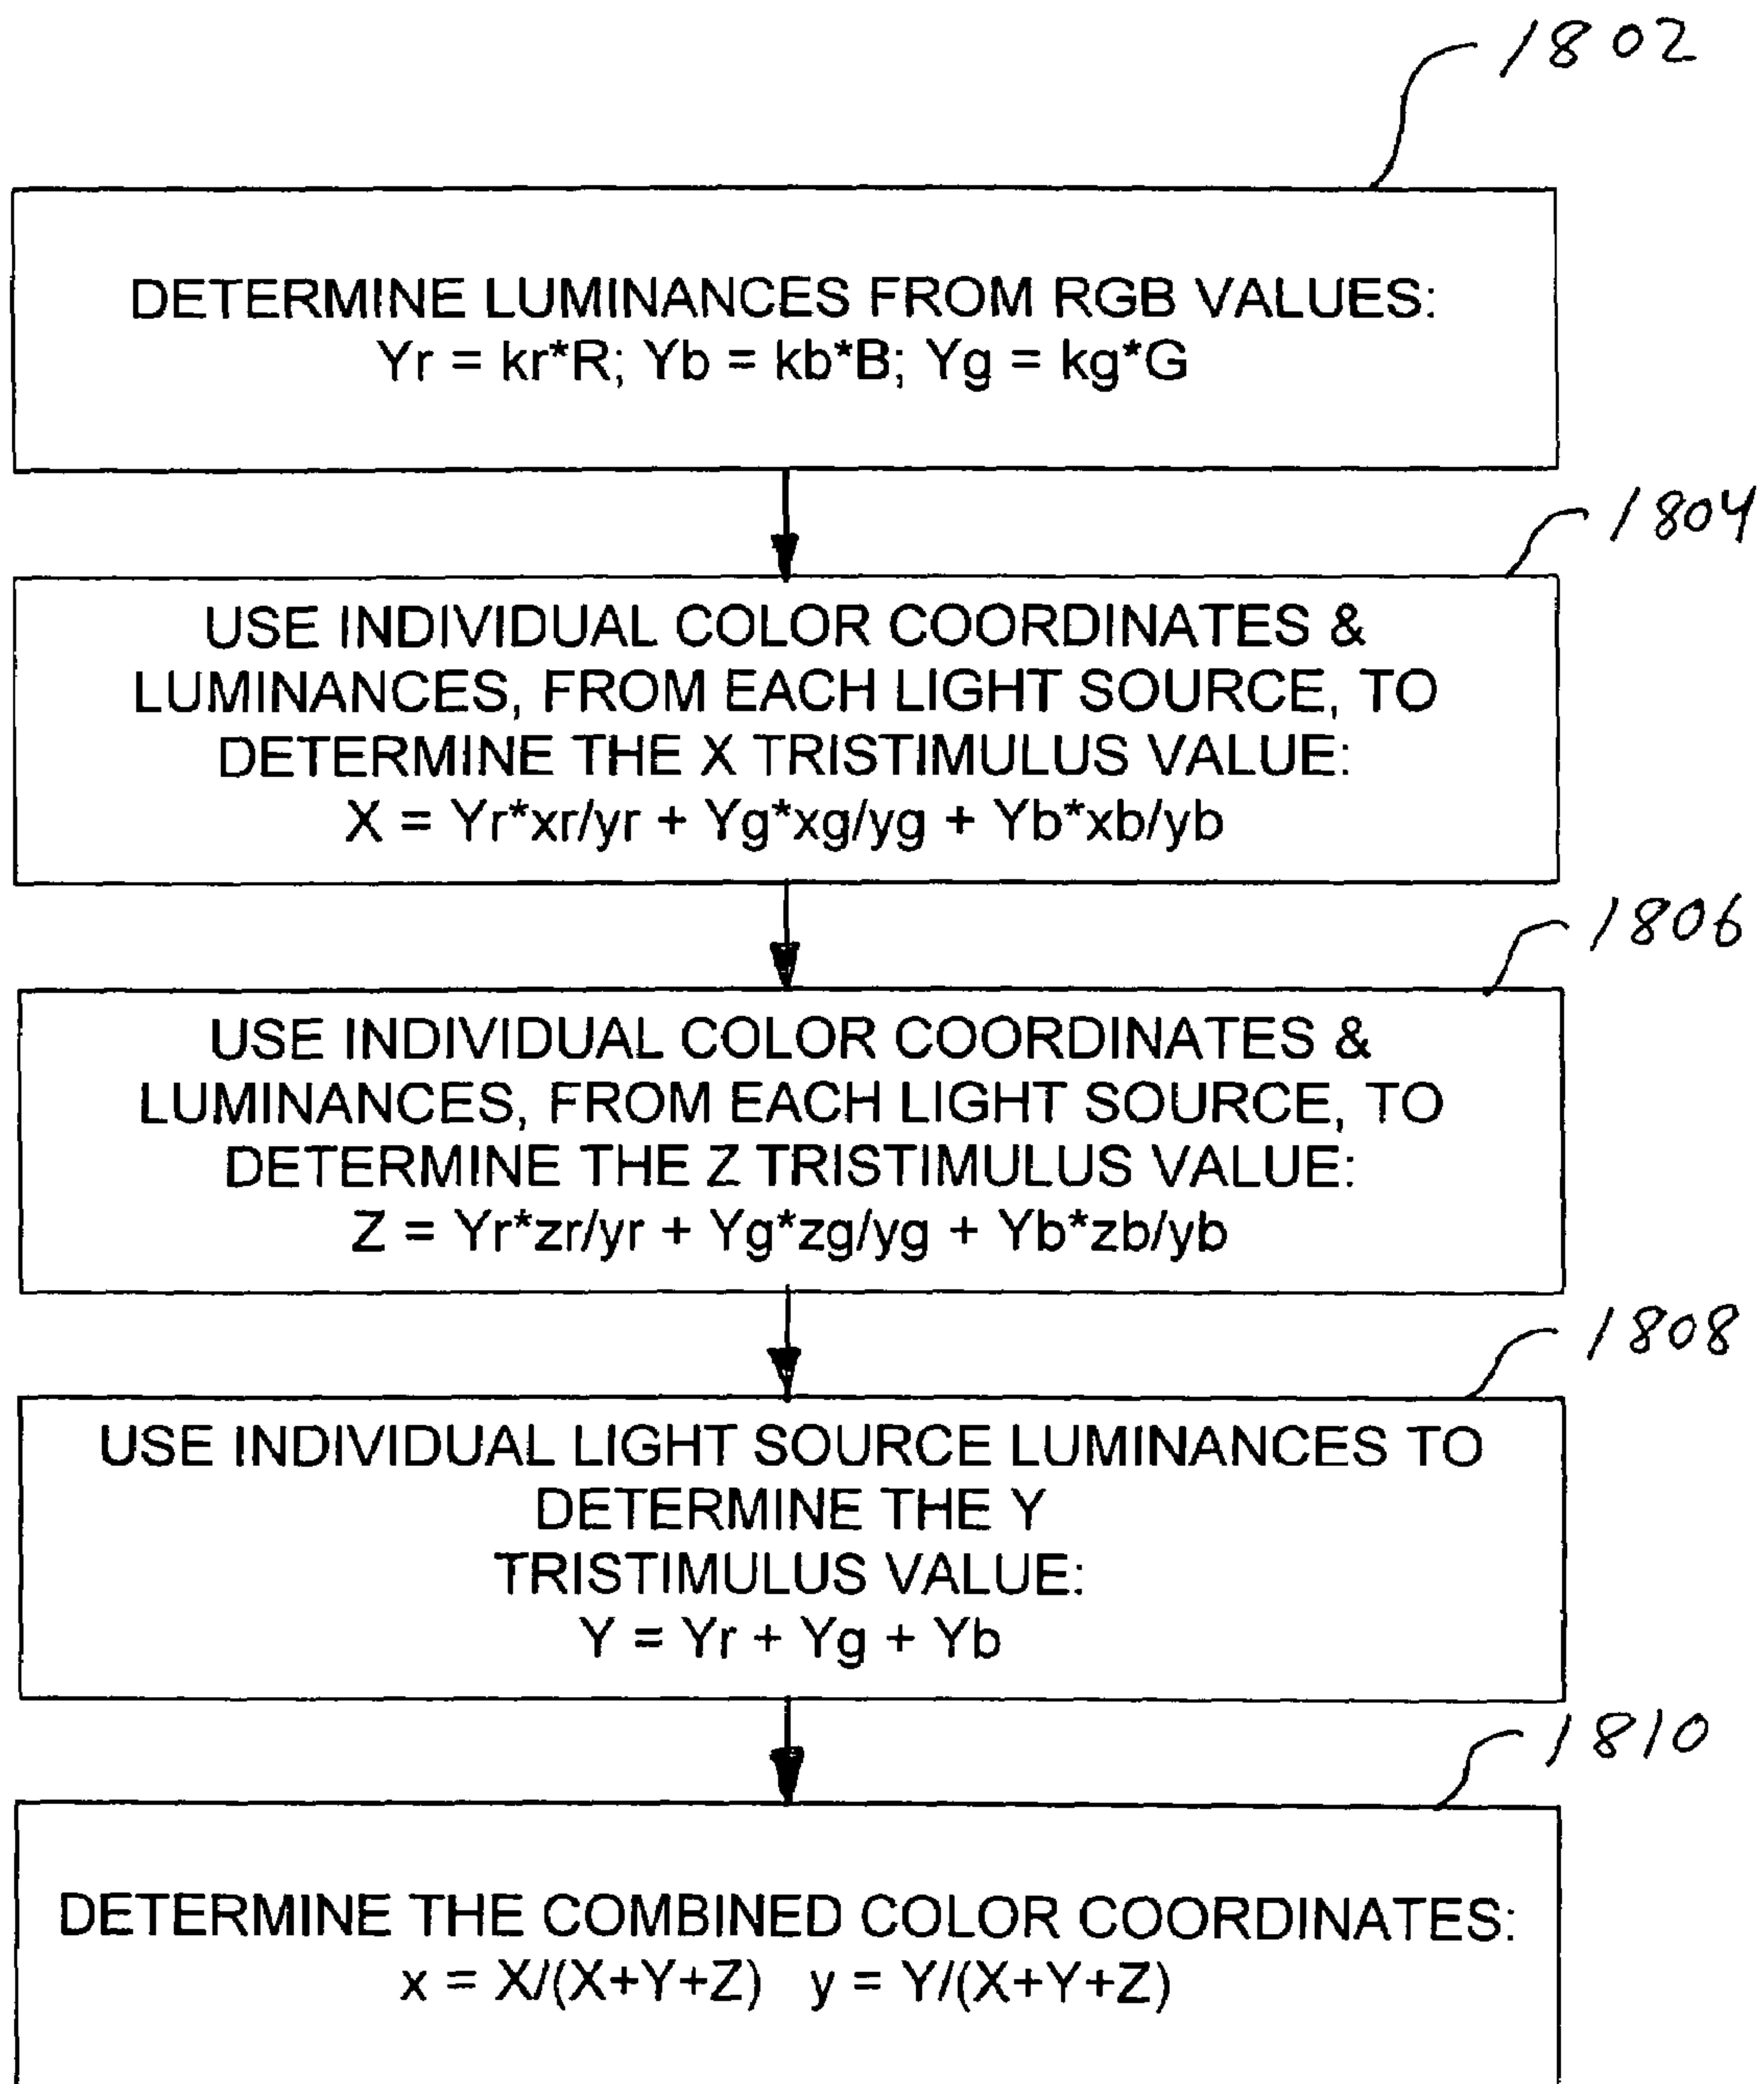 1802
DETERMINE LUMINANCES FROM RGB VALUES:
Yr = kr*R; Yb = kb*B; Yg = kg*G
1804
USE INDIVIDUAL COLOR COORDINATES &
LUMINANCES, FROM EACH LIGHT SOURCE, TO
DETERMINE THE X TRISTIMULUS VALUE:
X = Yr*xr/yr + Yg*xg/yg + Yb*xb/yb
1806
USE INDIVIDUAL COLOR COORDINATES &
LUMINANCES, FROM EACH LIGHT SOURCE, TO
DETERMINE THE Z TRISTIMULUS VALUE:
Z = Yr*zr/yr + Yg*zg/yg + Yb*zb/yb
1808
USE INDIVIDUAL LIGHT SOURCE LUMINANCES TO
DETERMINE THE Y
TRISTIMULUS VALUE:
Y = Yr + Yg + Yb
1810
DETERMINE THE COMBINED COLOR COORDINATES:
x = X/(X+Y+Z) y = Y/(X+Y+Z)